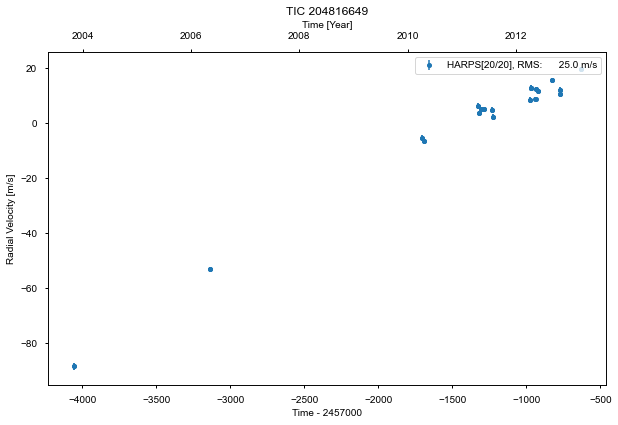 TIC 204816649
Time [Year]
2004 2006 2008 2010 2012
HARPS[20/20], RMS: 25.0 m/s
Radial Velocity [m/s]
20
0
−20
−40
−60
−80
−4000 −3500 −3000 −2500 −2000 −1500 −1000 −500
Time - 2457000